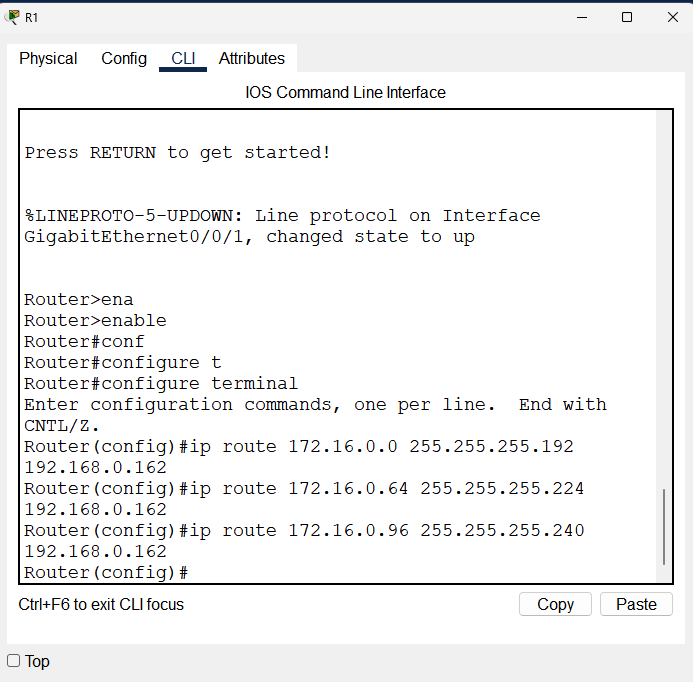 R1
Physical Config CLI Attributes
IOS Command Line Interface
Press RETURN to get started!
%LINEPROTO-5-UPDOWN: Line protocol on Interface
GigabitEthernet0/0/1, changed state to up
Router>ena
Router>enable
Router#conf
Router#configure t
Router#configure terminal
Enter configuration commands, one per line.  End with
CNTL/Z.
Router(config)#ip route 172.16.0.0 255.255.255.192
192.168.0.162
Router(config)#ip route 172.16.0.64 255.255.255.224
192.168.0.162
Router(config)#ip route 172.16.0.96 255.255.255.240
192.168.0.162
Router(config)#
Ctrl+F6 to exit CLI focus
Copy Paste
Top